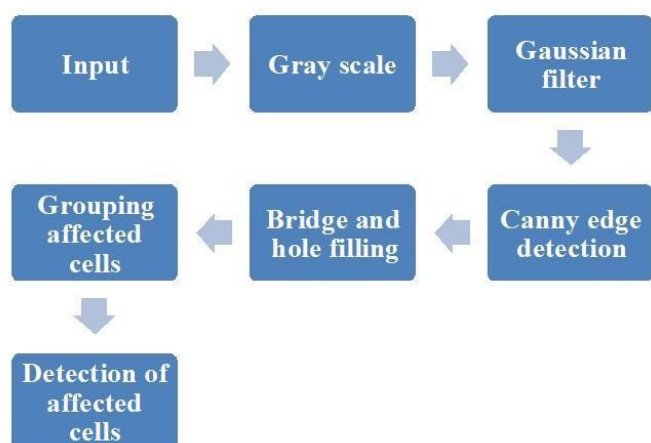 Input
Gray scale
Gaussian
filter
Canny edge
detection
Bridge and
hole filling
Grouping
affected
cells
Detection of
affected
cells